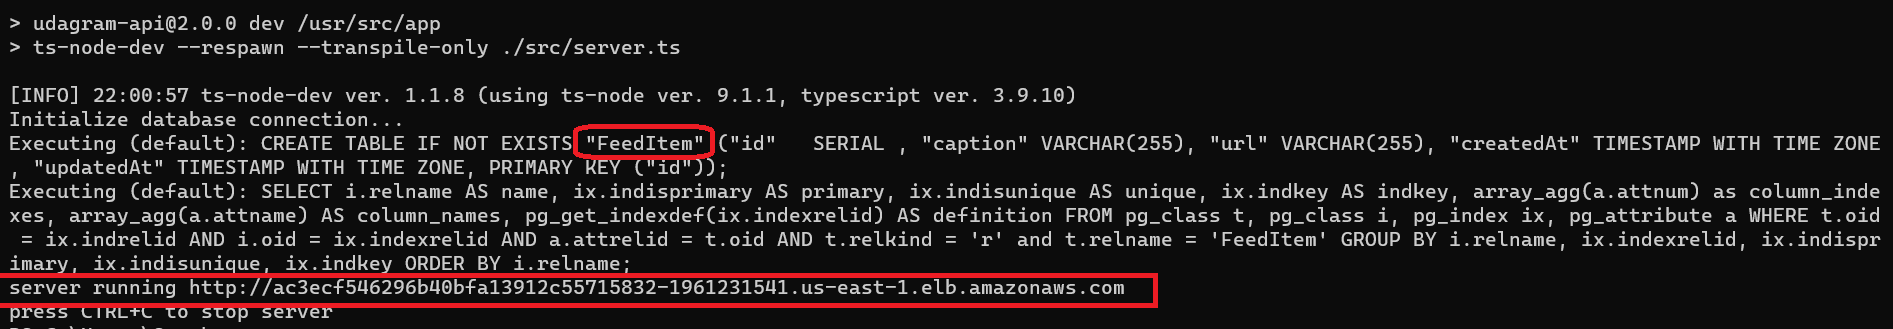 > udagram-api@2.0.0 dev /usr/src/app
> ts-node-dev --respawn --transpile-only ./src/server.ts
[INFO] 22:00:57 ts-node-dev ver. 1.1.8 (using ts-node ver. 9.1.1, typescript ver. 3.9.10)
Initialize database connection...
Executing (default): CREATE TABLE IF NOT EXISTS "FeedItem" ("id"   SERIAL , "caption" VARCHAR(255), "url" VARCHAR(255), "createdAt" TIMESTAMP WITH TIME ZONE
, "updatedAt" TIMESTAMP WITH TIME ZONE, PRIMARY KEY ("id"));
Executing (default): SELECT i.relname AS name, ix.indisprimary AS primary, ix.indisunique AS unique, ix.indkey AS indkey, array_agg(a.attnum) as column_inde
xes, array_agg(a.attname) AS column_names, pg_get_indexdef(ix.indexrelid) AS definition FROM pg_class t, pg_class i, pg_index ix, pg_attribute a WHERE t.oid
 = ix.indrelid AND i.oid = ix.indexrelid AND a.attrelid = t.oid AND t.relkind = 'r' and t.relname = 'FeedItem' GROUP BY i.relname, ix.indexrelid, ix.indispr
imary, ix.indisunique, ix.indkey ORDER BY i.relname;
server running http://ac3ecf546296b40bfa13912c55715832-1961231541.us-east-1.elb.amazonaws.com
press CTRL+C to stop server